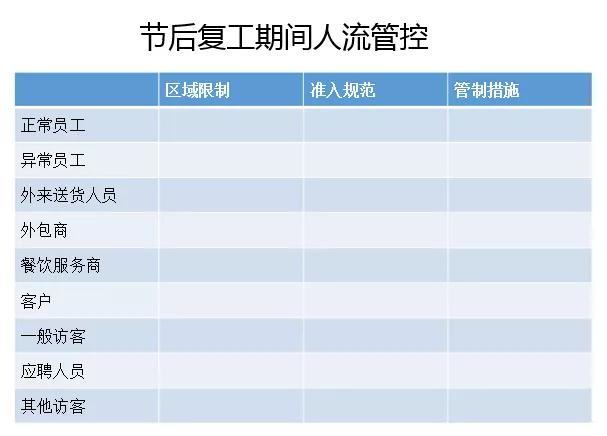 节后复工期间人流管控
区域限制 准入规范 管制措施
正常员工
异常员工
外来送货人员
外包商
餐饮服务商
客户
一般访客
应聘人员
其他访客